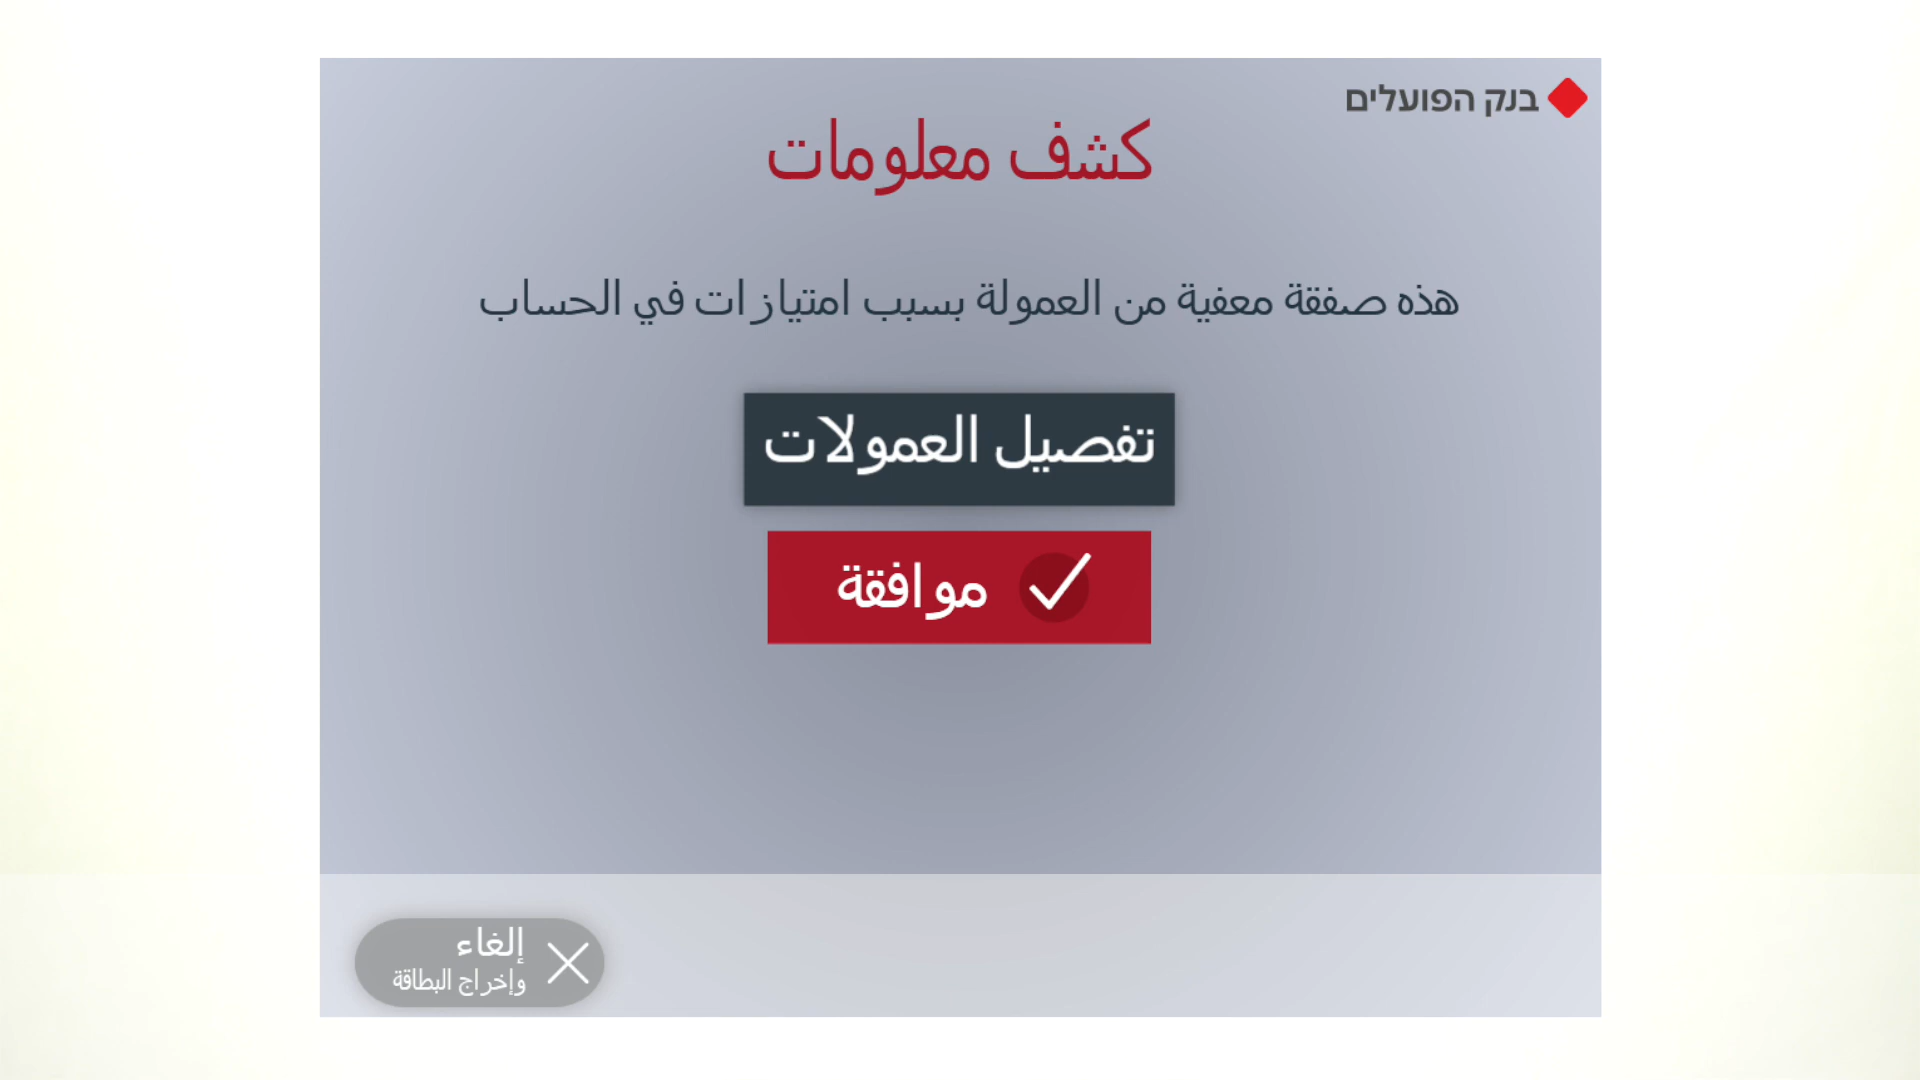 בנק הפועלים
كشف معلومات
هذه صفقة معفية من العمولة بسبب امتيازات في الحساب
تفصيل العمولات
موافقة
إلغاء
وإخراج البطاقة